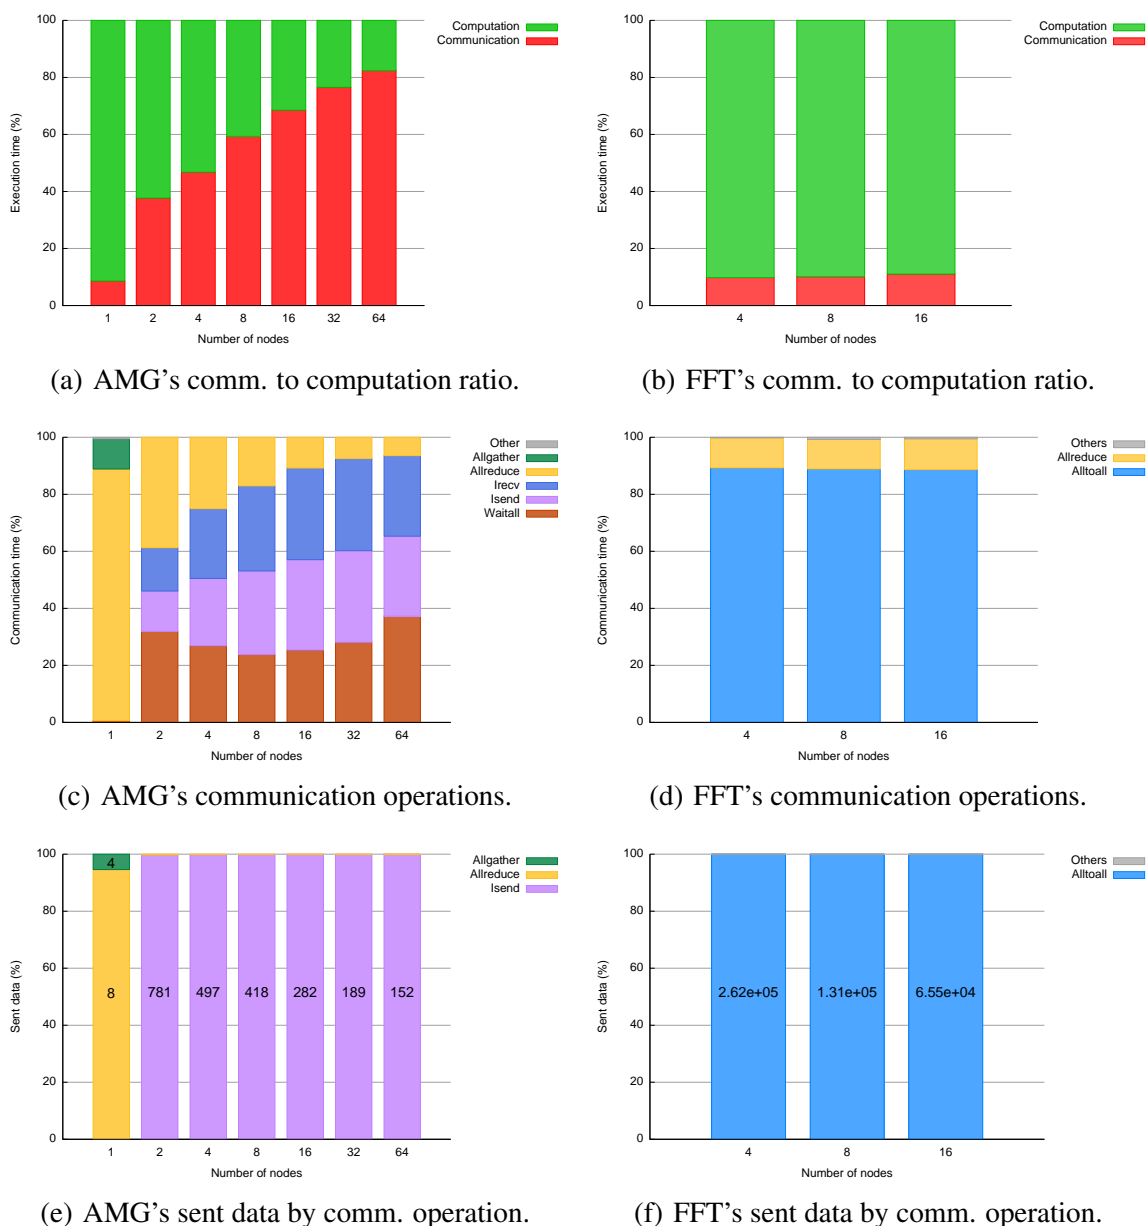 100
80
60
40
20
0
Execution time (%)
1 2 4 8 16 32 64
Number of nodes
Computation
Communication
(a) AMG's comm. to computation ratio.
100
80
60
40
20
0
Execution time (%)
4 8 16
Number of nodes
Computation
Communication
(b) FFT's comm. to computation ratio.
100
80
60
40
20
0
Communication time (%)
1 2 4 8 16 32 64
Number of nodes
Other
Allgather
Allreduce
Irecv
Isend
Waitall
(c) AMG's communication operations.
100
80
60
40
20
0
Communication time (%)
4 8 16
Number of nodes
Others
Allreduce
Alltoall
(d) FFT's communication operations.
100
80
60
40
20
0
Sent data (%)
4
8 781 497 418 282 189 152
1 2 4 8 16 32 64
Number of nodes
Allgather
Allreduce
Isend
(e) AMG's sent data by comm. operation.
100
80
60
40
20
0
Sent data (%)
2.62e+05 1.31e+05 6.55e+04
4 8 16
Number of nodes
Others
Alltoall
(f) FFT's sent data by comm. operation.